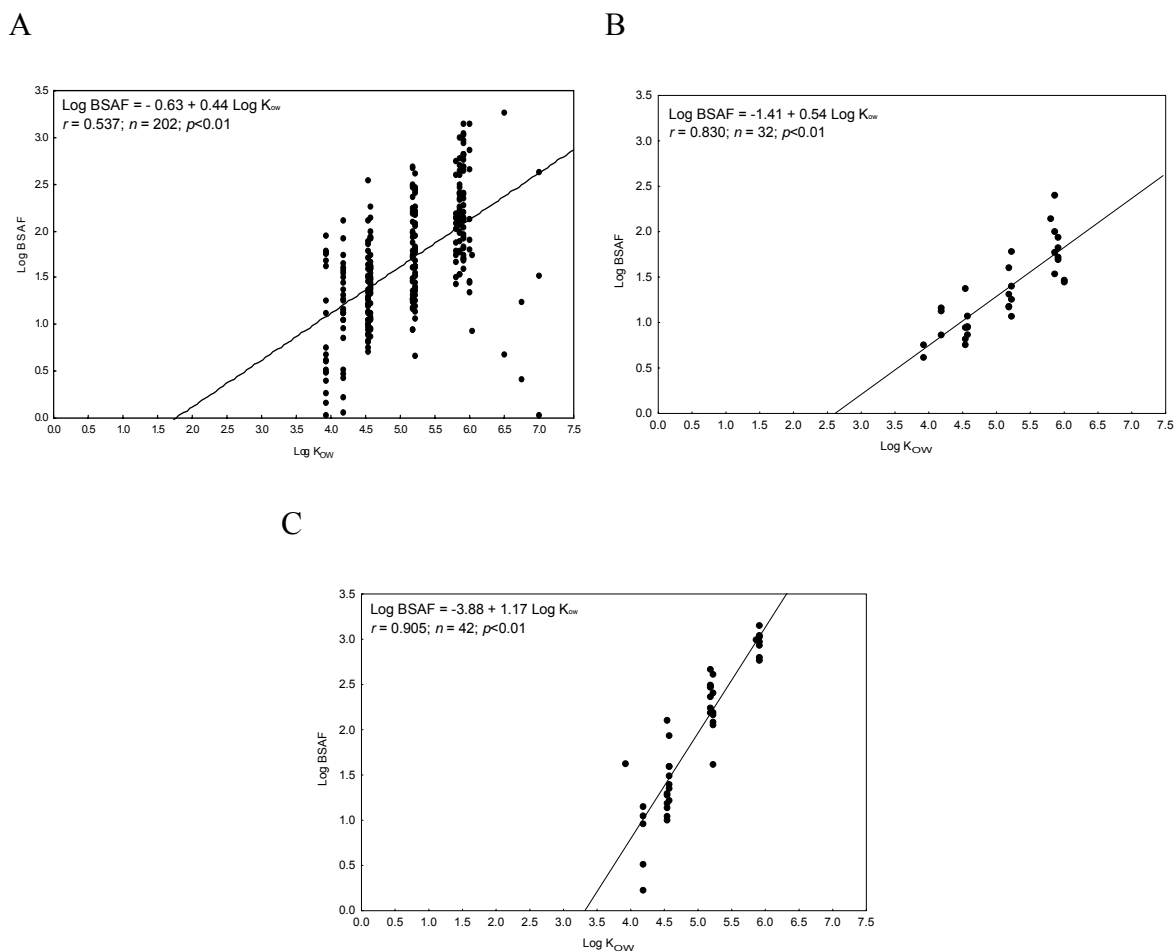 A
Log BSAF = - 0.63 + 0.44 Log Kow
r = 0.537; n = 202; p<0.01
3.5
3.0
2.5
2.0
1.5
1.0
0.5
0.0
Log BSAF
0.0 0.5 1.0 1.5 2.0 2.5 3.0 3.5 4.0 4.5 5.0 5.5 6.0 6.5 7.0 7.5
Log KOW
B
Log BSAF = -1.41 + 0.54 Log Kow
r = 0.830; n = 32; p<0.01
3.5
3.0
2.5
2.0
1.5
1.0
0.5
0.0
Log BSAF
0.0 0.5 1.0 1.5 2.0 2.5 3.0 3.5 4.0 4.5 5.0 5.5 6.0 6.5 7.0 7.5
Log KOW
C
Log BSAF = -3.88 + 1.17 Log Kow
r = 0.905; n = 42; p<0.01
3.5
3.0
2.5
2.0
1.5
1.0
0.5
0.0
Log BSAF
0.0 0.5 1.0 1.5 2.0 2.5 3.0 3.5 4.0 4.5 5.0 5.5 6.0 6.5 7.0 7.5
Log KOW